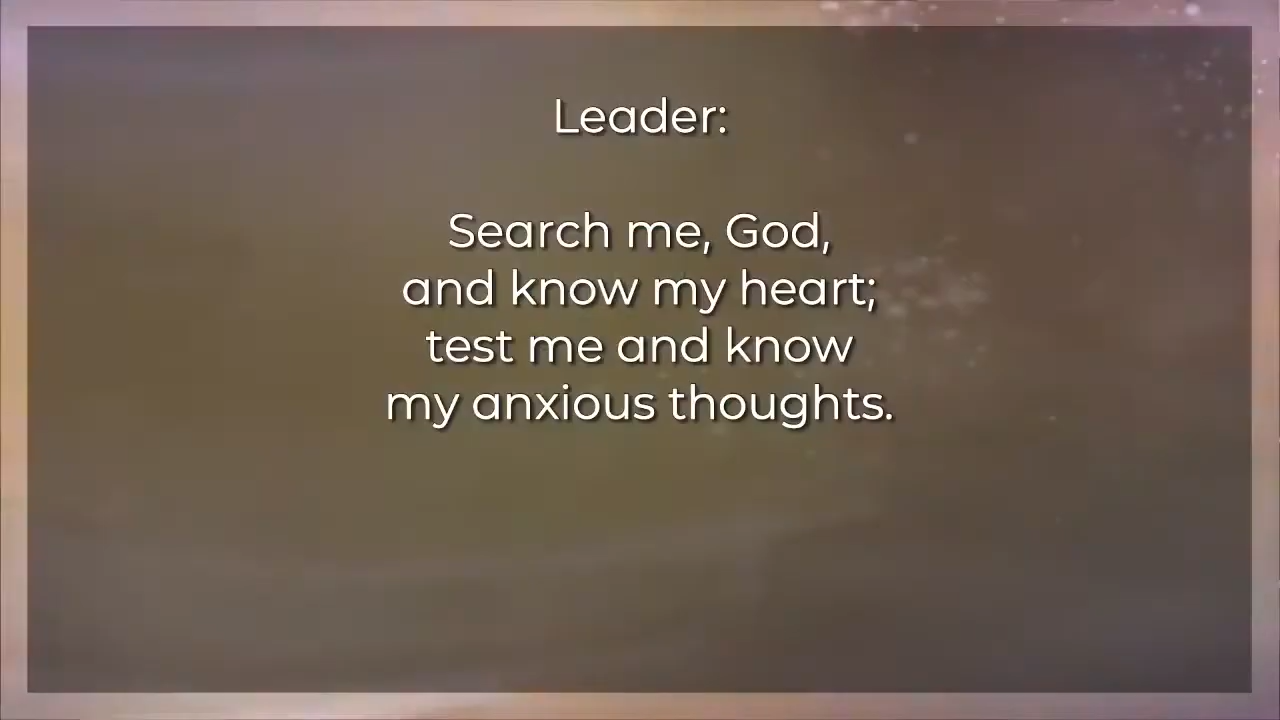 Leader:
Search me, God,
and know my heart;
test me and know
my anxious thoughts.